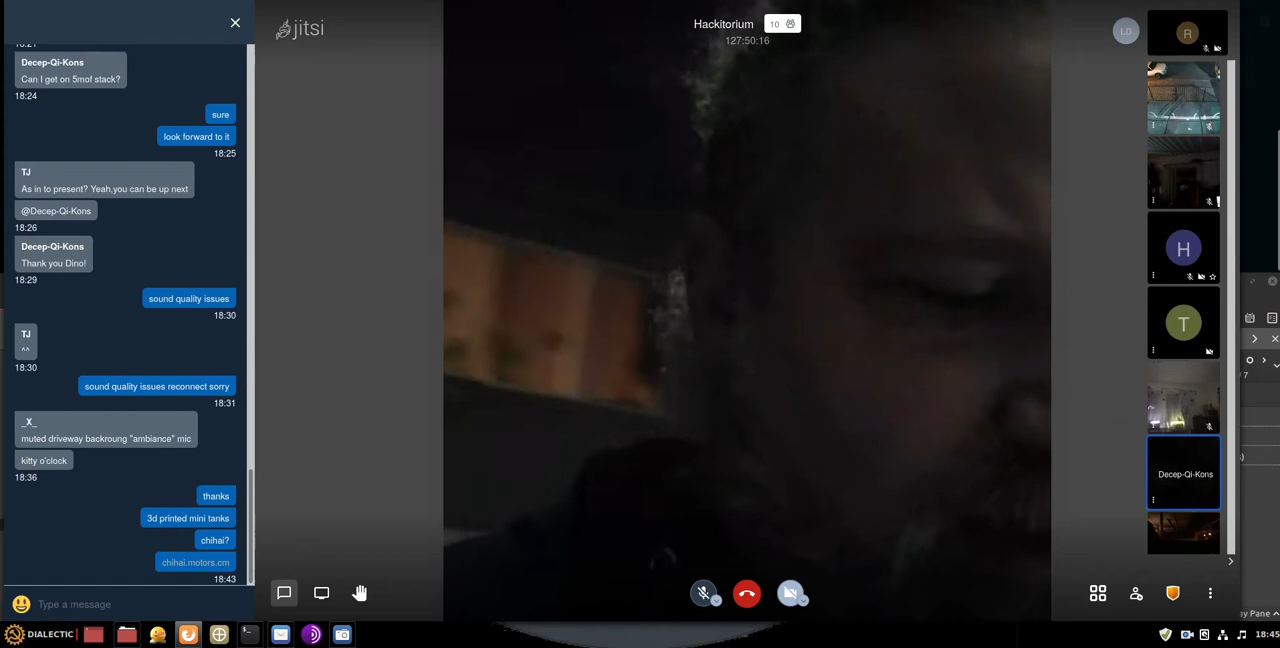 Decep-Qi-Kons
Can I get on 5mof stack?
18:24
sure
look forward to it
18:25
TJ
As in to present? Yeah,you can be up next
@Decep-Qi-Kons
18:26
Decep-Qi-Kons
Thank you Dino!
18:29
sound quality issues
18:30
TJ
^^
18:30
sound quality issues reconnect sorry
18:31
_X_
muted driveway backroung "ambiance" mic
kitty o'clock
18:36
thanks
3d printed mini tanks
chihai?
chihai.motors.cm
18:43
Type a message
DIALECTIC
jitsi
Hackitorium 10
127:50:16
LD
R
H
T
Decep-Qi-Kons
ay Pane
18:45